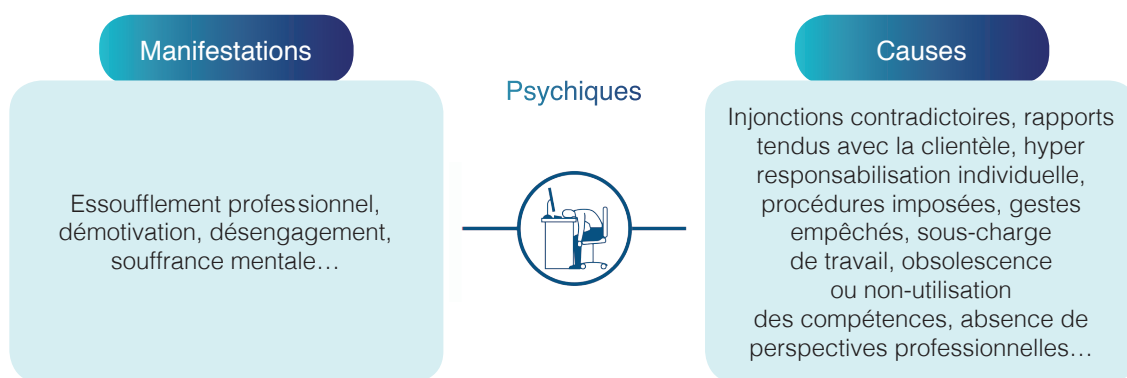 Manifestations
Essoufflement professionnel,
démotivation, désengagement,
souffrance mentale…
Psychiques
Causes
Injonctions contradictoires, rapports
tendus avec la clientèle, hyper
responsabilisation individuelle,
procédures imposées, gestes
empêchés, sous-charge
de travail, obsolescence
ou non-utilisation
des compétences, absence de
perspectives professionnelles…